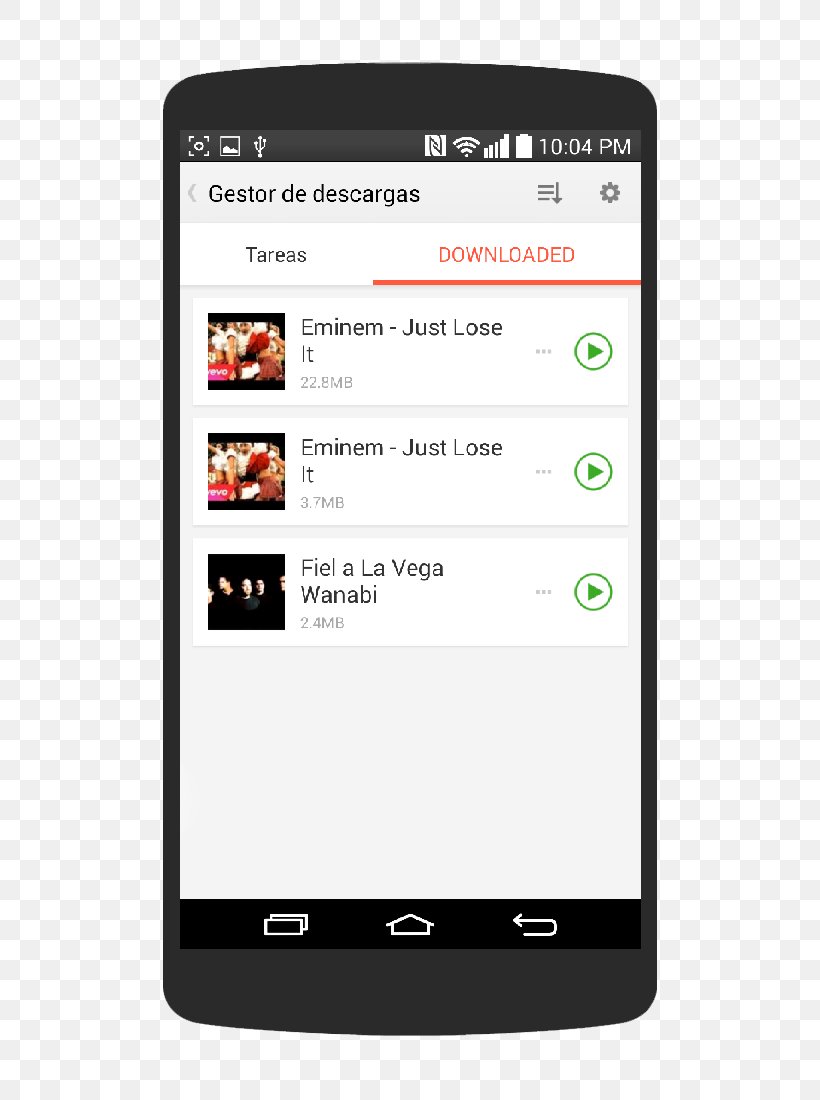 10:04 PM
Gestor de descargas
Tareas
DOWNLOADED
Eminem - Just Lose
It
22.8MB
vevo
Eminem - Just Lose
It
3.7MB
vevo
Fiel a La Vega
Wanabi
2.4MB